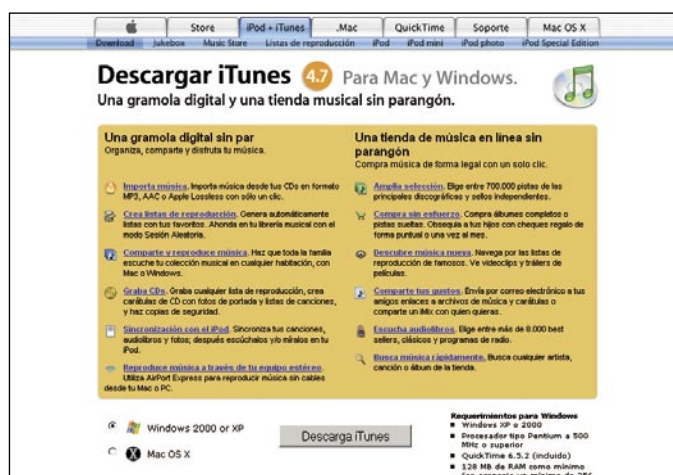 Store iPod + iTunes .Mac QuickTime Soporte Mac OS X
Download Jukebox Music Store Listas de reproducción iPod iPod mini iPod photo iPod Special Edition
Descargar iTunes 4.7 Para Mac y Windows.
Una gramola digital y una tienda musical sin parangón.
Una gramola digital sin par
Organiza, comparte y disfruta tu música.
Importa música. Importa música desde tus CDs en formato
MP3, AAC o Apple Lossless con sólo un clic.
Crea listas de reproducción. Genera automáticamente
listas con tus favoritos. Ahonda en tu librería musical con el
modo Sesión Aleatoria.
Comparte y reproduce música. Haz que toda la familia
escuche tu colección musical en cualquier habitación, con
Mac o Windows.
Graba CDs. Graba cualquier lista de reproducción, crea
carátulas de CD con fotos de portada y listas de canciones,
y haz copias de seguridad.
Sincronización con el iPod. Sincroniza tus canciones,
audiolibros y fotos; después escúchalos y/o míralos en tu
iPod.
Reproduce música a través de tu equipo estéreo.
Utiliza AirPort Express para reproducir música sin cables
desde tu Mac o PC.
Una tienda de música en línea sin
parangón
Compra música de forma legal con un solo clic.
Amplia selección. Elige entre 700.000 pistas de las
principales discográficas y sellos independientes.
Compra sin esfuerzo. Compra álbumes completos o
pistas sueltas. Obsequia a tus hijos con cheques regalo de
forma puntual o una vez al mes.
Descubre música nueva. Navega por las listas de
reproducción de famosos. Ve videoclips y tráilers de
películas.
Comparte tus gustos. Envía por correo electrónico a tus
amigos enlaces a archivos de música y carátulas o
comparte un iMix con quien quieras.
Escucha audiolibros. Elige entre más de 8.000 best
sellers, clásicos y programas de radio.
Busca música rápidamente. Busca cualquier artista,
canción o álbum de la tienda.
Windows 2000 or XP
Mac OS X
Descarga iTunes
Requerimientos para Windows
Windows XP o 2000
Procesador tipo Pentium a 500
MHz o superior
QuickTime 6.5.2 (incluido)
128 MB de RAM como mínimo